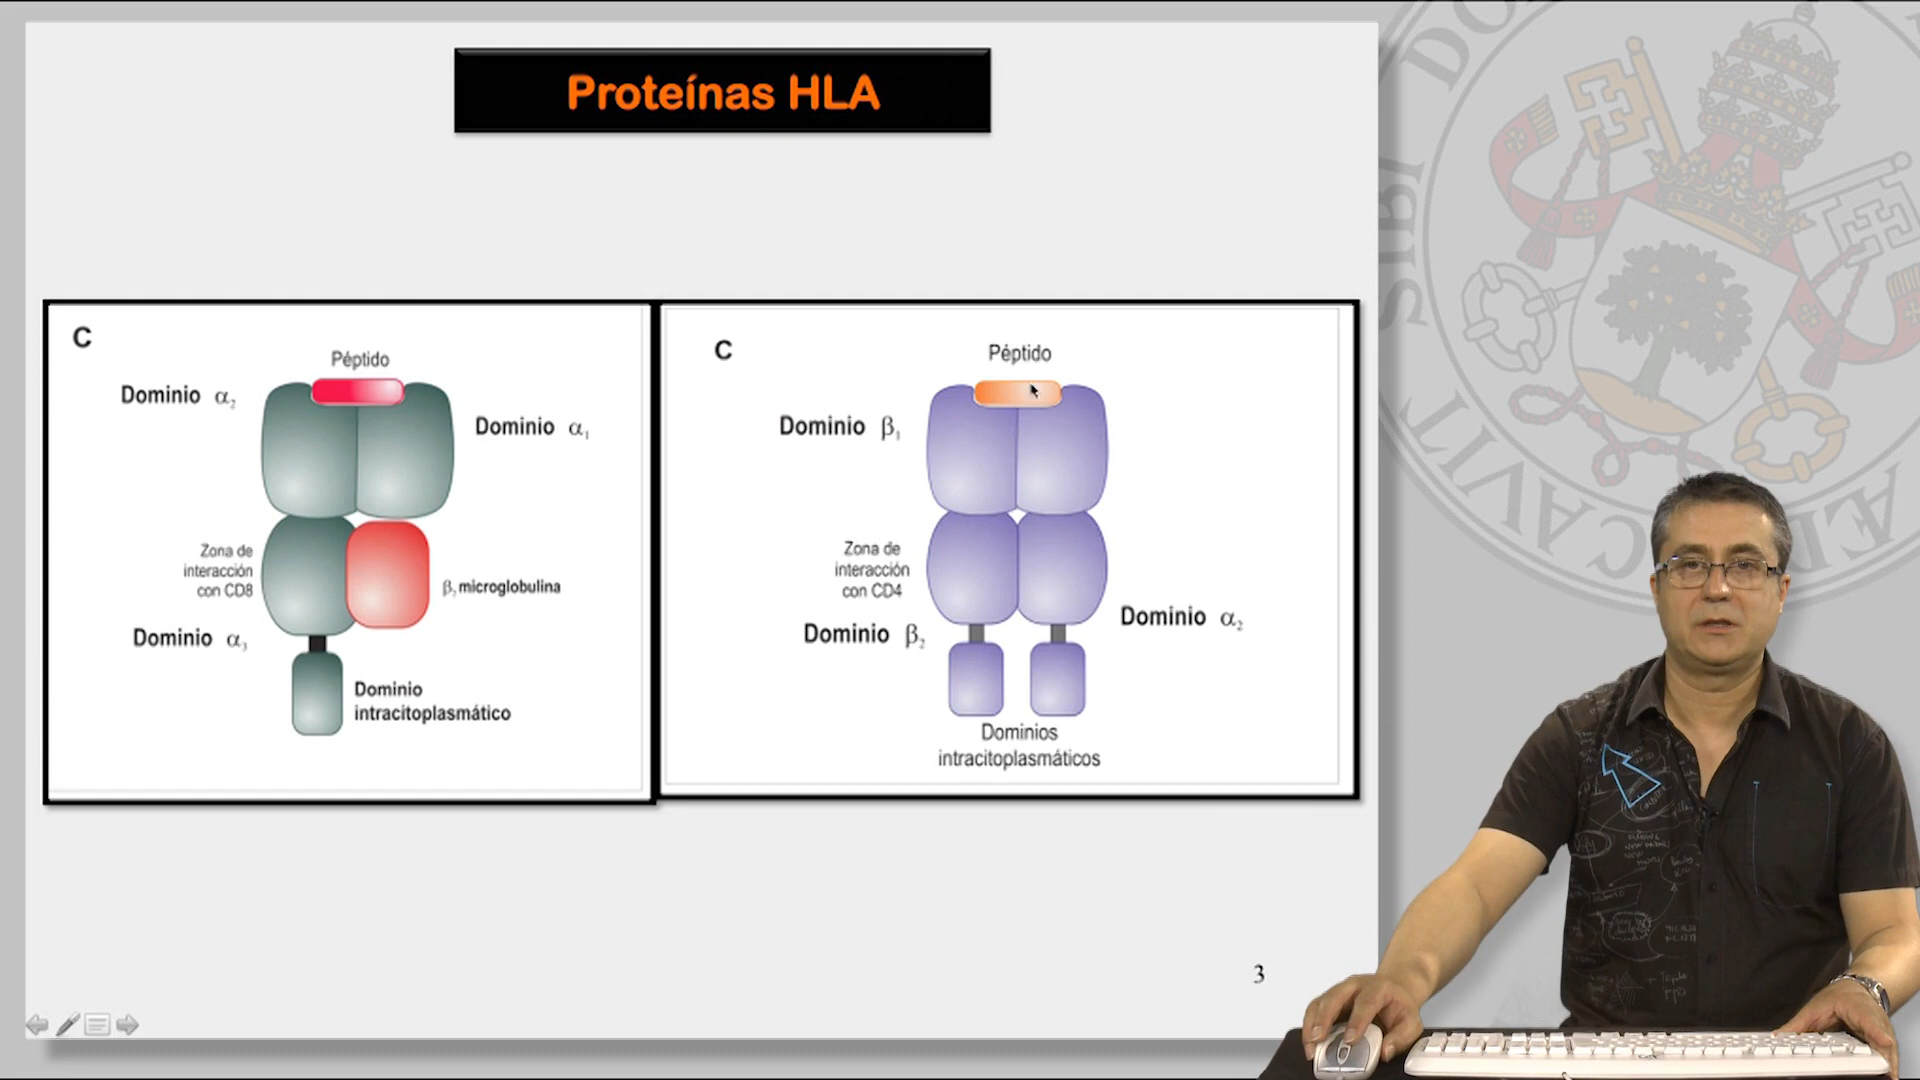 Proteínas HLA
C
Péptido
Dominio α₂
Dominio α₁
Zona de
interacción
con CD8
β₂ microglobulina
Dominio α₃
Dominio
intracitoplasmático
C
Péptido
Dominio β₁
Zona de
interacción
con CD4
Dominio β₂
Dominio α₂
Dominios
intracitoplasmáticos
3
SIBI